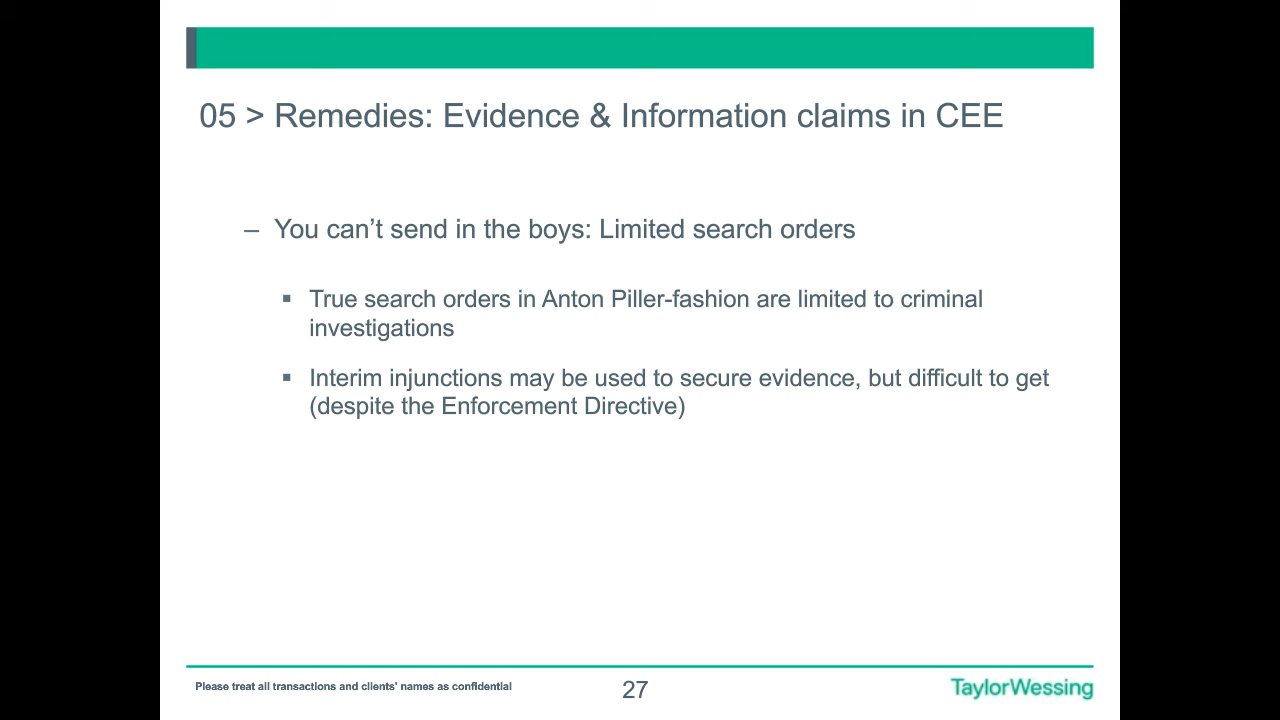 05 > Remedies: Evidence & Information claims in CEE
– You can’t send in the boys: Limited search orders
▪ True search orders in Anton Piller-fashion are limited to criminal
investigations
▪ Interim injunctions may be used to secure evidence, but difficult to get
(despite the Enforcement Directive)
Please treat all transactions and clients' names as confidential
27
TaylorWessing